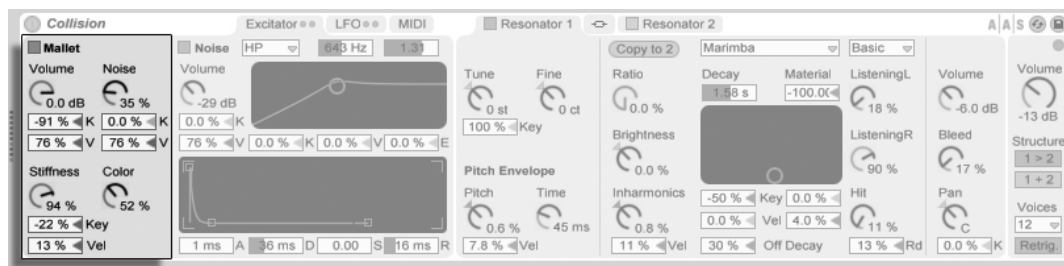 Collision Excitator LFO MIDI Resonator 1 Resonator 2 AAS
Mallet Noise HP 643 Hz 1.31 Copy to 2 Marimba Basic
Volume Noise Volume Tune Fine Ratio Decay Material ListeningL Volume Volume
0.0 dB 35 % -29 dB 0 st 0 ct 0.0 % 1.58 s -100.0 18 % -6.0 dB -13 dB
-91 % K 0.0 % K 0.0 % K 100 % Key Brightness ListeningR Bleed Structure
76 % V 76 % V 76 % V 0.0 % K 0.0 % V 0.0 % E 0.0 % 90 % 17 % 1 > 2
Stiffness Color Pitch Envelope 1 + 2
94 % 52 % Pitch Time Inharmonics -50 % Key 0.0 % Hit Pan Voices
-22 % Key 0.6 % 45 ms 0.8 % 0.0 % Vel 4.0 % 11 % C 12
13 % Vel 1 ms A 36 ms D 0.00 S 16 ms R 7.8 % Vel 11 % Vel 30 % Off Decay 13 % Rd 0.0 % K Retrig.